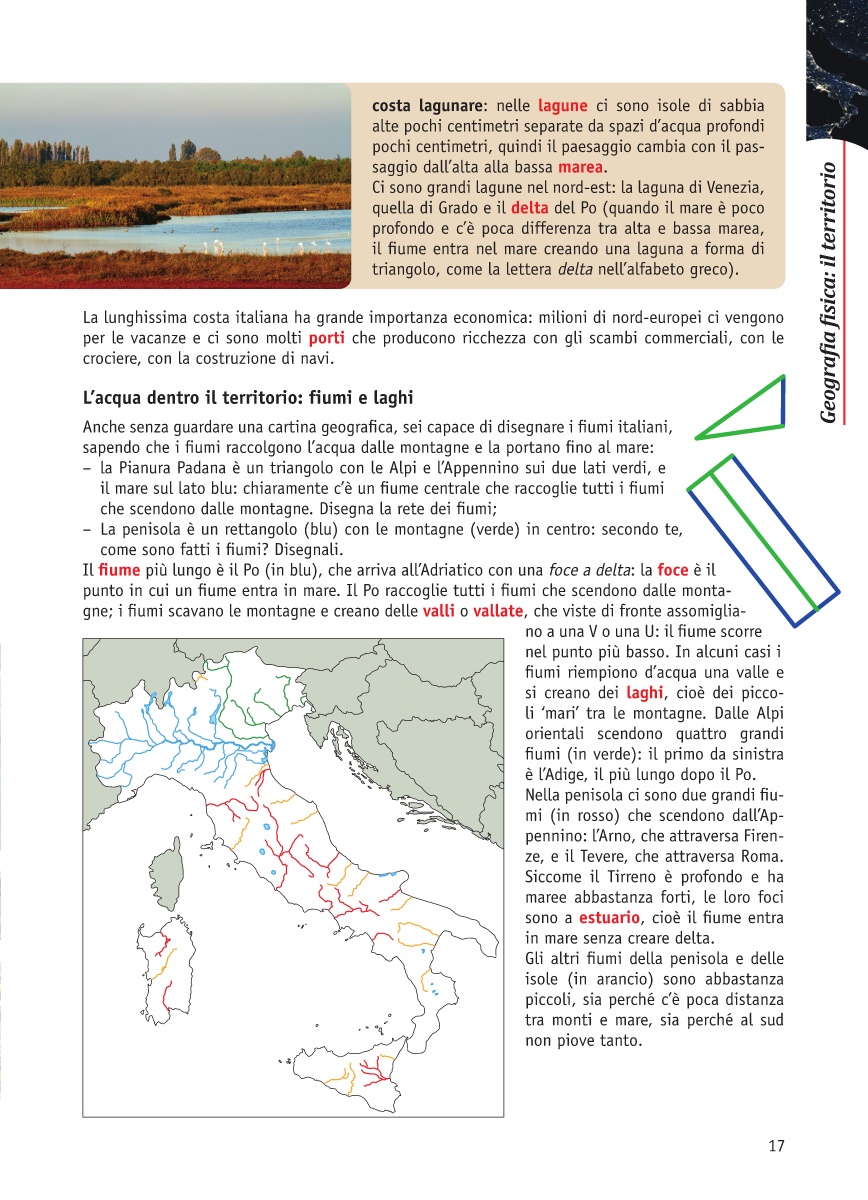 costa lagunare: nelle lagune ci sono isole di sabbia
alte pochi centimetri separate da spazi d'acqua profondi
pochi centimetri, quindi il paesaggio cambia con il pas-
saggio dall'alta alla bassa marea.
Ci sono grandi lagune nel nord-est: la laguna di Venezia,
quella di Grado e il delta del Po (quando il mare è poco
profondo e c'è poca differenza tra alta e bassa marea,
il fiume entra nel mare creando una laguna a forma di
triangolo, come la lettera delta nell'alfabeto greco).
Geografia fisica: il territorio
La lunghissima costa italiana ha grande importanza economica: milioni di nord-europei ci vengono
per le vacanze e ci sono molti porti che producono ricchezza con gli scambi commerciali, con le
crociere, con la costruzione di navi.
L'acqua dentro il territorio: fiumi e laghi
Anche senza guardare una cartina geografica, sei capace di disegnare i fiumi italiani,
sapendo che i fiumi raccolgono l'acqua dalle montagne e la portano fino al mare:
– la Pianura Padana è un triangolo con le Alpi e l'Appennino sui due lati verdi, e
il mare sul lato blu: chiaramente c'è un fiume centrale che raccoglie tutti i fiumi
che scendono dalle montagne. Disegna la rete dei fiumi;
– La penisola è un rettangolo (blu) con le montagne (verde) in centro: secondo te,
come sono fatti i fiumi? Disegnali.
Il fiume più lungo è il Po (in blu), che arriva all'Adriatico con una foce a delta: la foce è il
punto in cui un fiume entra in mare. Il Po raccoglie tutti i fiumi che scendono dalle monta-
gne; i fiumi scavano le montagne e creano delle valli o vallate, che viste di fronte assomiglia-
no a una V o una U: il fiume scorre
nel punto più basso. In alcuni casi i
fiumi riempiono d'acqua una valle e
si creano dei laghi, cioè dei picco-
li 'mari' tra le montagne. Dalle Alpi
orientali scendono quattro grandi
fiumi (in verde): il primo da sinistra
è l'Adige, il più lungo dopo il Po.
Nella penisola ci sono due grandi fiu-
mi (in rosso) che scendono dall'Ap-
pennino: l'Arno, che attraversa Firen-
ze, e il Tevere, che attraversa Roma.
Siccome il Tirreno è profondo e ha
maree abbastanza forti, le loro foci
sono a estuario, cioè il fiume entra
in mare senza creare delta.
Gli altri fiumi della penisola e delle
isole (in arancio) sono abbastanza
piccoli, sia perché c'è poca distanza
tra monti e mare, sia perché al sud
non piove tanto.
17